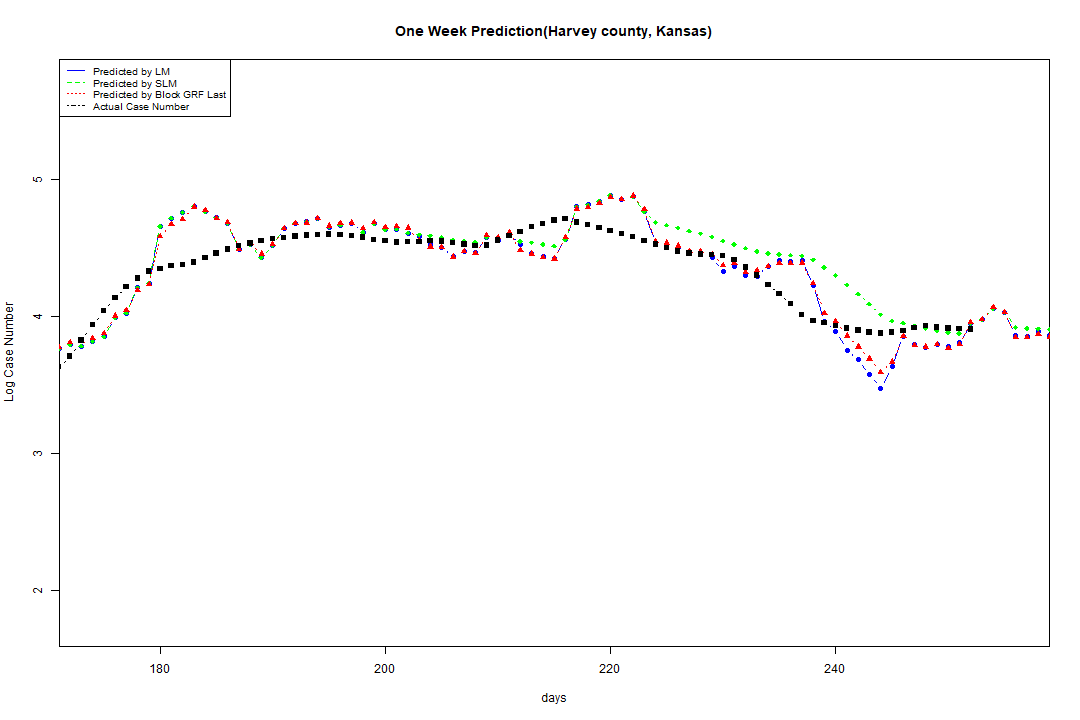 One Week Prediction(Harvey county, Kansas)
Predicted by LM
Predicted by SLM
Predicted by Block GRF Last
Actual Case Number
5
4
3
2
Log Case Number
180 200 220 240
days